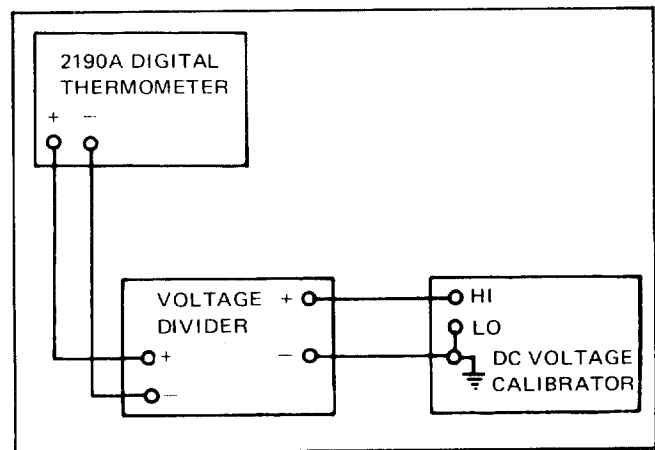 2190A DIGITAL
THERMOMETER
+ −
VOLTAGE + HI
DIVIDER LO
+ − DC VOLTAGE
− CALIBRATOR